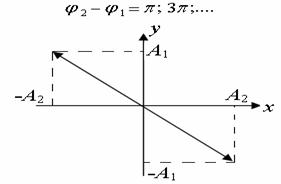 φ₂ – φ₁ = π; 3π;....
y
A₁
–A₂
A₂
x
–A₁